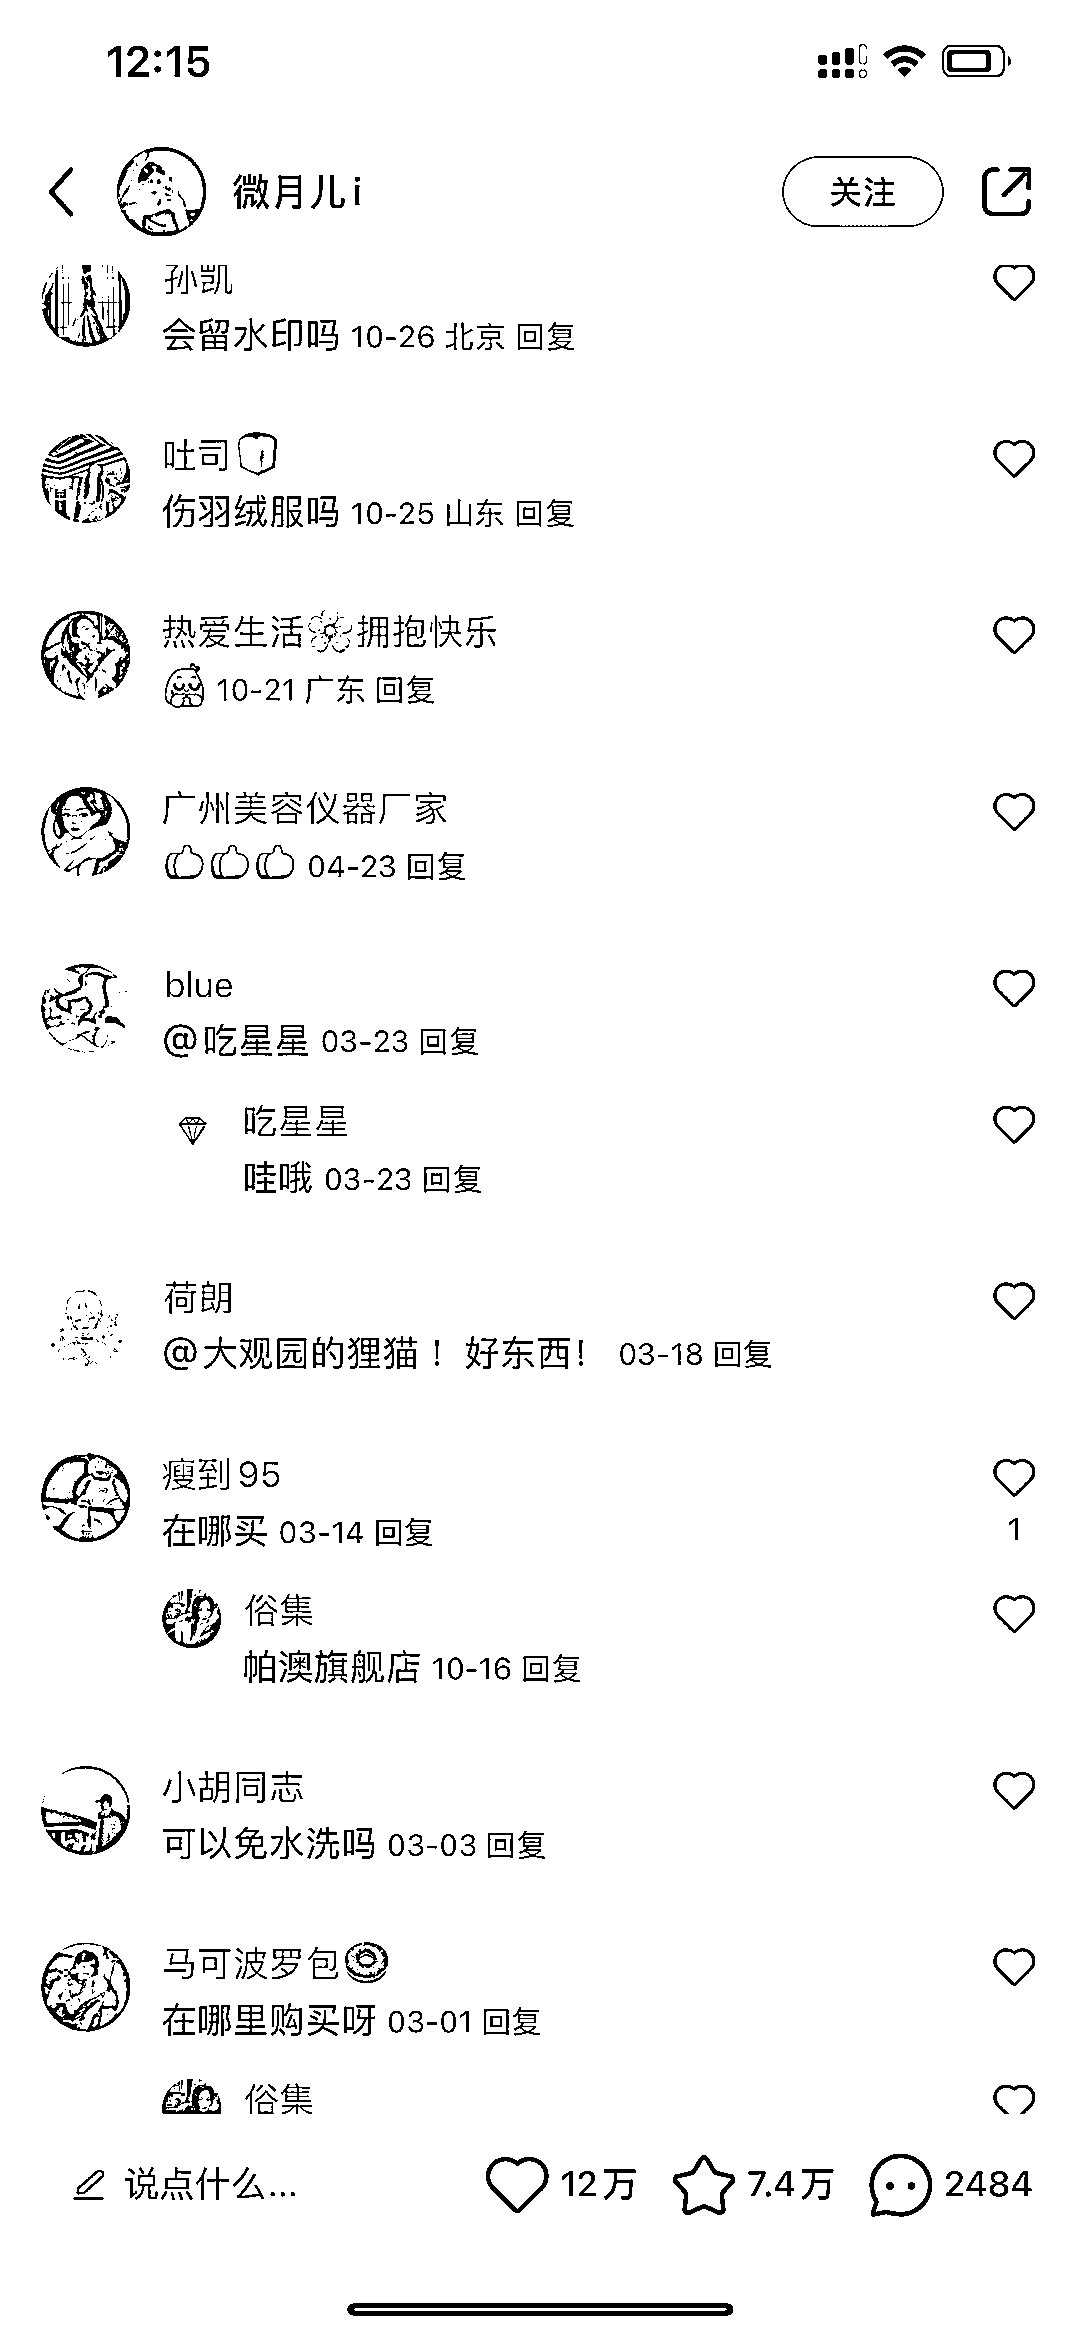 12:15
微月儿i
关注
孙凯
会留水印吗 10-26 北京 回复
吐司🍞
伤羽绒服吗 10-25 山东 回复
热爱生活🌸拥抱快乐
10-21 广东 回复
广州美容仪器厂家
04-23 回复
blue
@吃星星 03-23 回复
吃星星
哇哦 03-23 回复
荷朗
@大观园的狸猫！ 好东西！ 03-18 回复
瘦到95
在哪买 03-14 回复
1
俗集
帕澳旗舰店 10-16 回复
小胡同志
可以免水洗吗 03-03 回复
马可波罗包🍩
在哪里购买呀 03-01 回复
俗集
说点什么...
12万
7.4万
2484